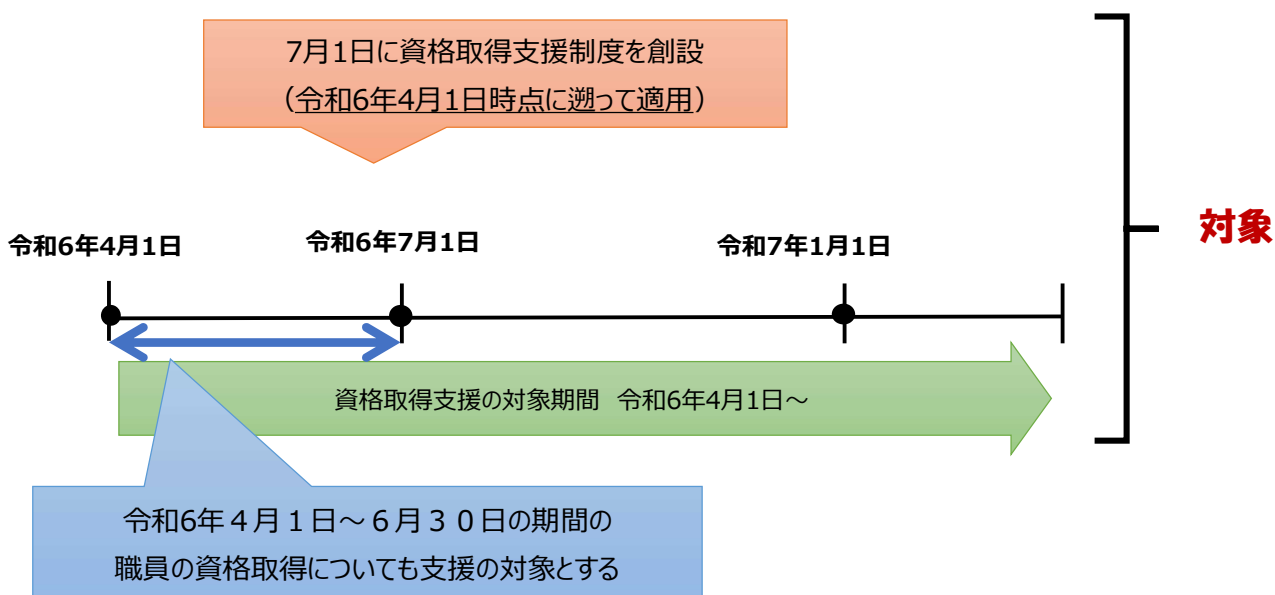 7月1日に資格取得支援制度を創設
（令和6年4月1日時点に遡って適用）
令和6年4月1日
令和6年7月1日
令和7年1月1日
対象
資格取得支援の対象期間　令和6年4月1日～
令和6年４月１日～６月３０日の期間の
職員の資格取得についても支援の対象とする